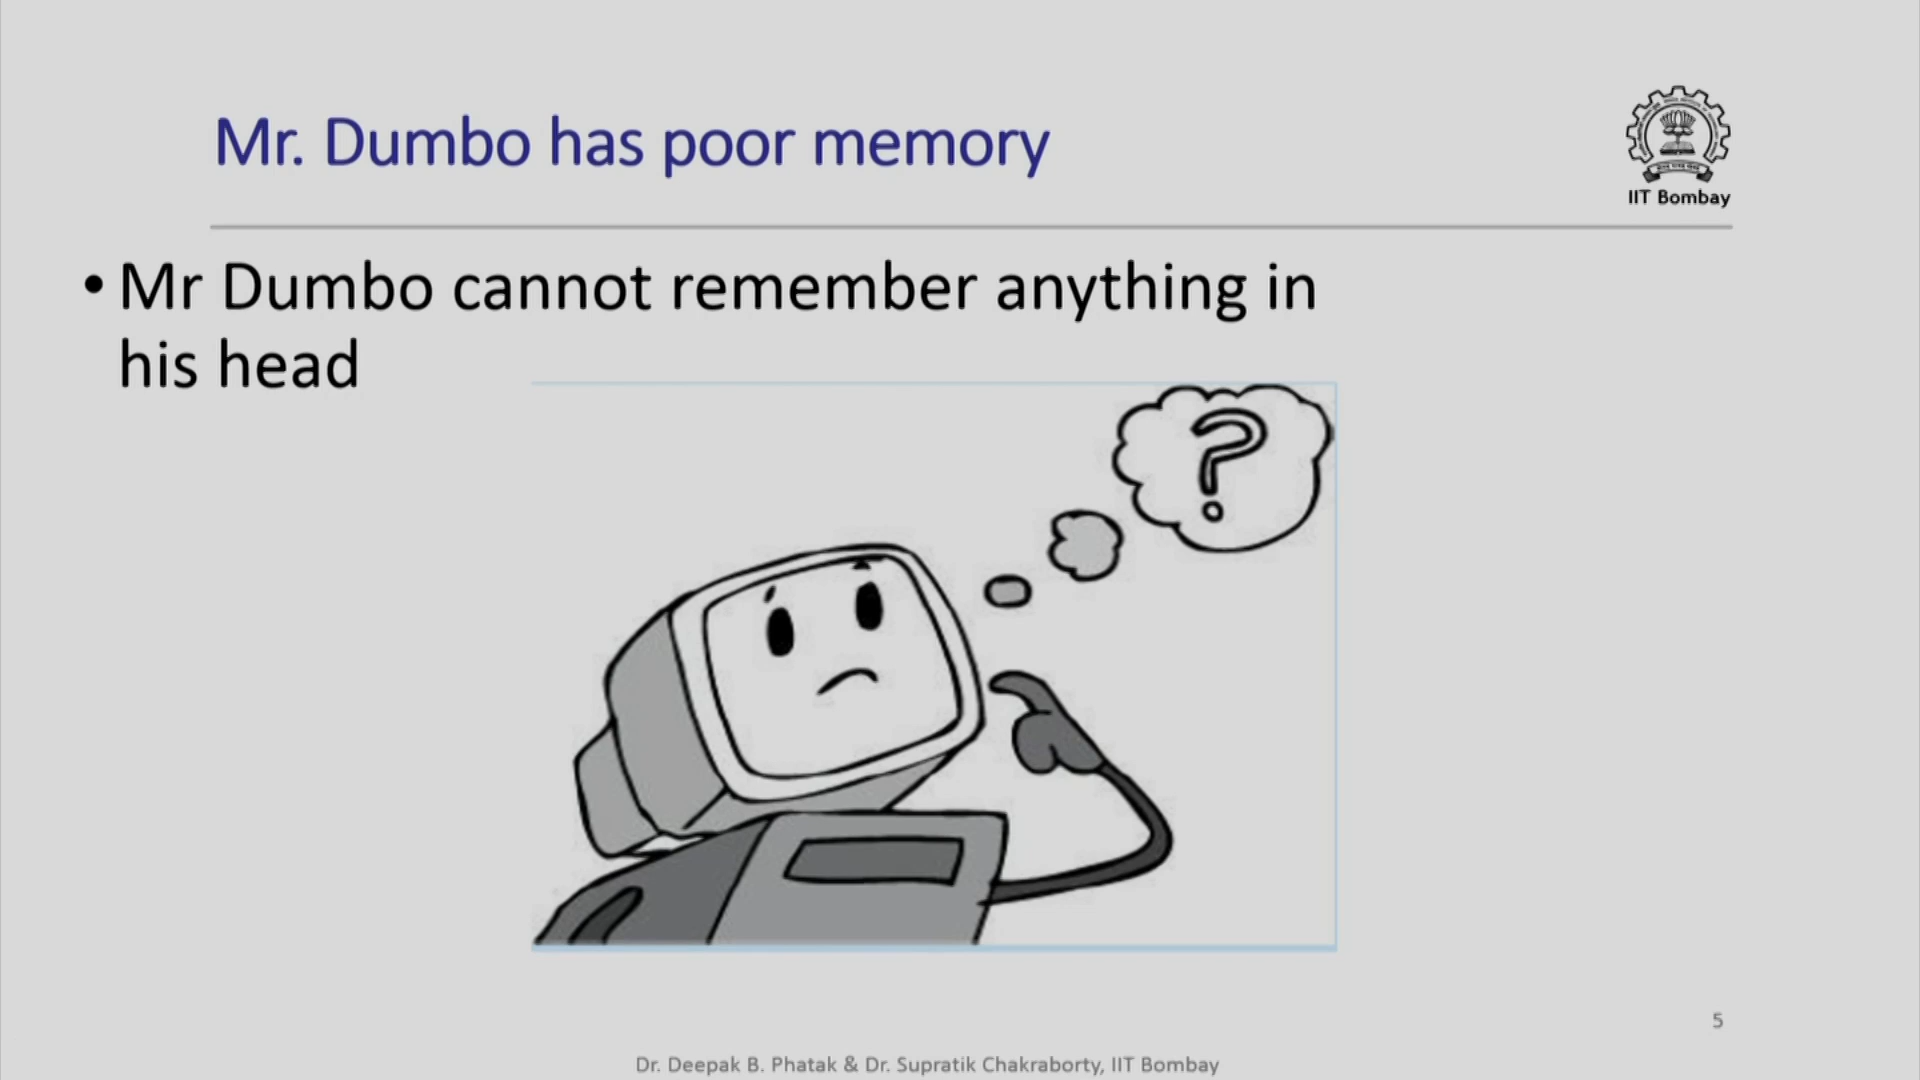 Mr. Dumbo has poor memory
IIT Bombay
• Mr Dumbo cannot remember anything in
his head
?
5
Dr. Deepak B. Phatak & Dr. Supratik Chakraborty, IIT Bombay